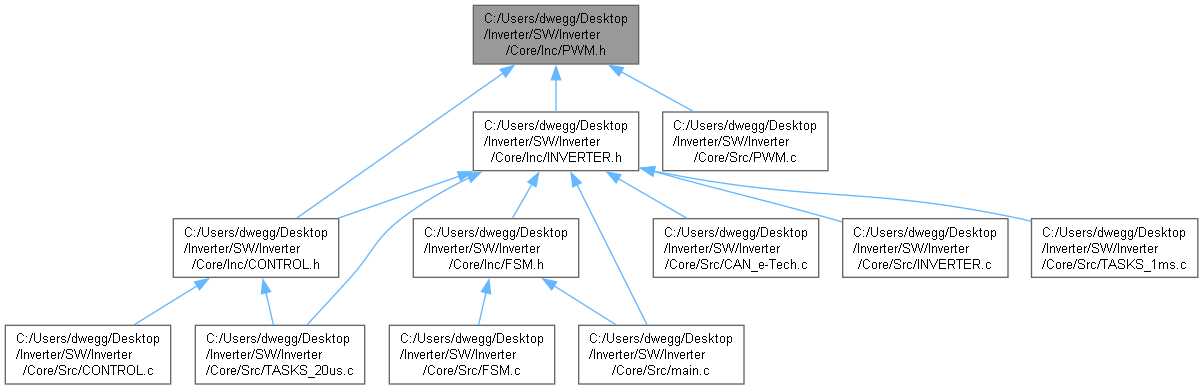 C:/Users/dwegg/Desktop
/Inverter/SW/Inverter
/Core/Inc/PWM.h
C:/Users/dwegg/Desktop
/Inverter/SW/Inverter
/Core/Inc/INVERTER.h
C:/Users/dwegg/Desktop
/Inverter/SW/Inverter
/Core/Src/PWM.c
C:/Users/dwegg/Desktop
/Inverter/SW/Inverter
/Core/Inc/CONTROL.h
C:/Users/dwegg/Desktop
/Inverter/SW/Inverter
/Core/Inc/FSM.h
C:/Users/dwegg/Desktop
/Inverter/SW/Inverter
/Core/Src/CAN_e-Tech.c
C:/Users/dwegg/Desktop
/Inverter/SW/Inverter
/Core/Src/INVERTER.c
C:/Users/dwegg/Desktop
/Inverter/SW/Inverter
/Core/Src/TASKS_1ms.c
C:/Users/dwegg/Desktop
/Inverter/SW/Inverter
/Core/Src/CONTROL.c
C:/Users/dwegg/Desktop
/Inverter/SW/Inverter
/Core/Src/TASKS_20us.c
C:/Users/dwegg/Desktop
/Inverter/SW/Inverter
/Core/Src/FSM.c
C:/Users/dwegg/Desktop
/Inverter/SW/Inverter
/Core/Src/main.c